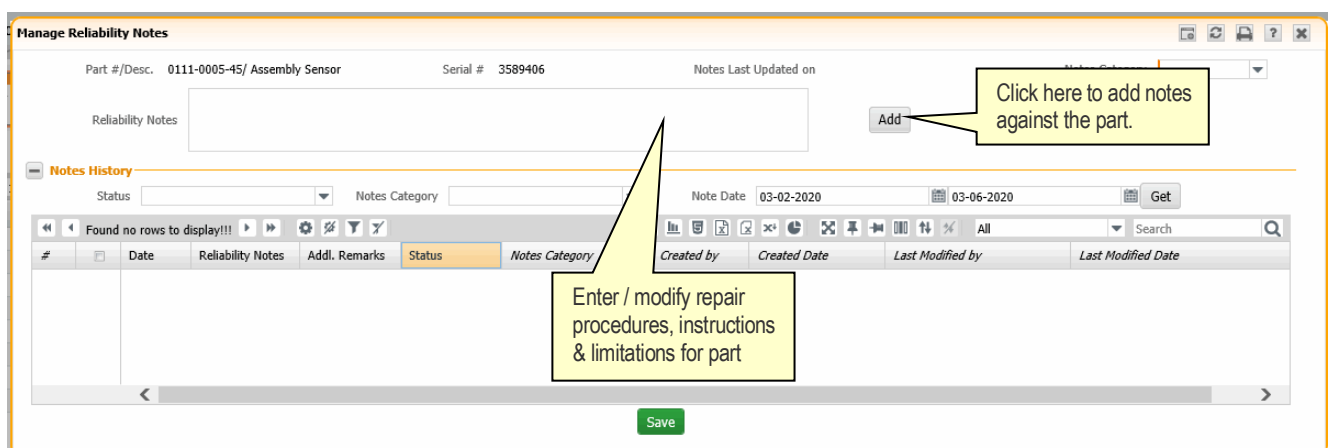 Manage Reliability Notes
?
Part #/Desc. 0111-0005-45/ Assembly Sensor Serial # 3589406 Notes Last Updated on Notes Category
Click here to add notes
against the part.
Reliability Notes Add
Notes History
Status Notes Category Note Date 03-02-2020 03-06-2020 Get
Found no rows to display!!! All Search
# Date Reliability Notes Addl. Remarks Status Notes Category Created by Created Date Last Modified by Last Modified Date
Enter / modify repair
procedures, instructions
& limitations for part
Save